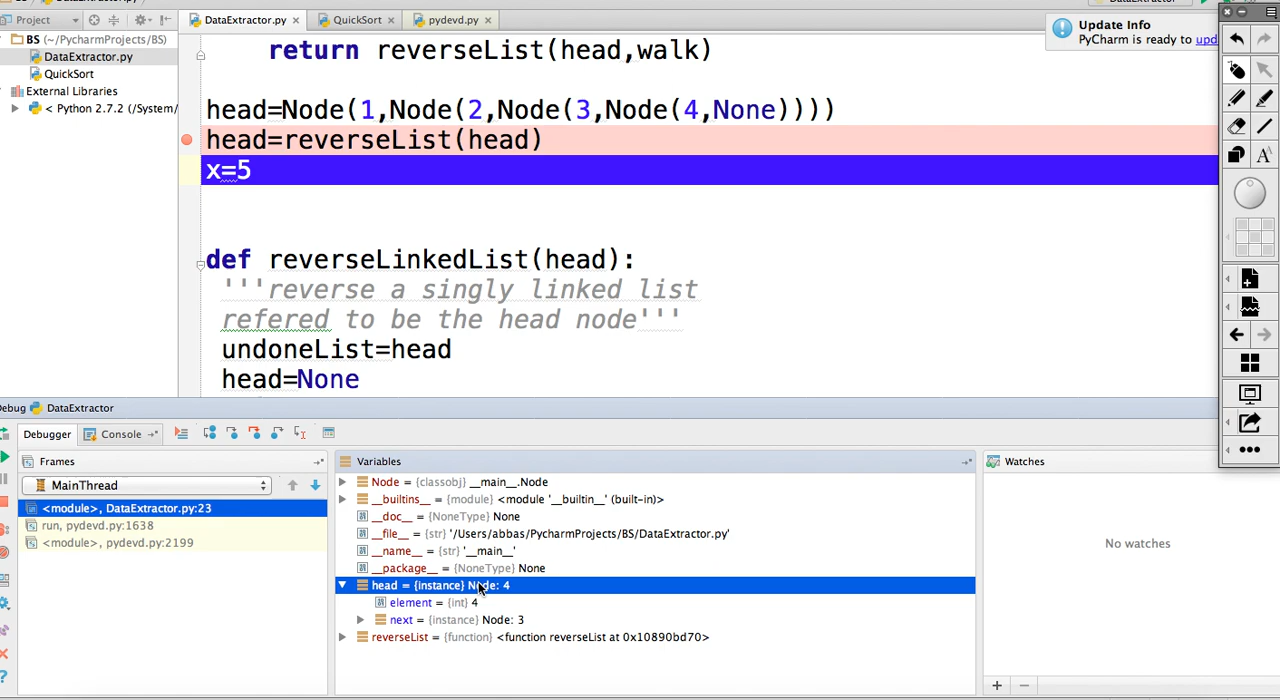 DataExtractor.py
Project
DataExtractor.py
QuickSort
pydevd.py
BS (~/PycharmProjects/BS)
DataExtractor.py
QuickSort
External Libraries
< Python 2.7.2 (/System/
Update Info
PyCharm is ready to upd
return reverseList(head,walk)
head=Node(1,Node(2,Node(3,Node(4,None))))
head=reverseList(head)
x=5
def reverseLinkedList(head):
'''reverse a singly linked list
refered to be the head node'''
undoneList=head
head=None
A
Debug DataExtractor
Debugger
Console
Frames
Variables
Watches
MainThread
<module>, DataExtractor.py:23
run, pydevd.py:1638
<module>, pydevd.py:2199
Node = {classobj} __main__.Node
__builtins__ = {module} <module '__builtin__' (built-in)>
__doc__ = {NoneType} None
__file__ = {str} '/Users/abbas/PycharmProjects/BS/DataExtractor.py'
__name__ = {str} '__main__'
__package__ = {NoneType} None
head = {instance} Node: 4
element = {int} 4
next = {instance} Node: 3
reverseList = {function} <function reverseList at 0x10890bd70>
No watches